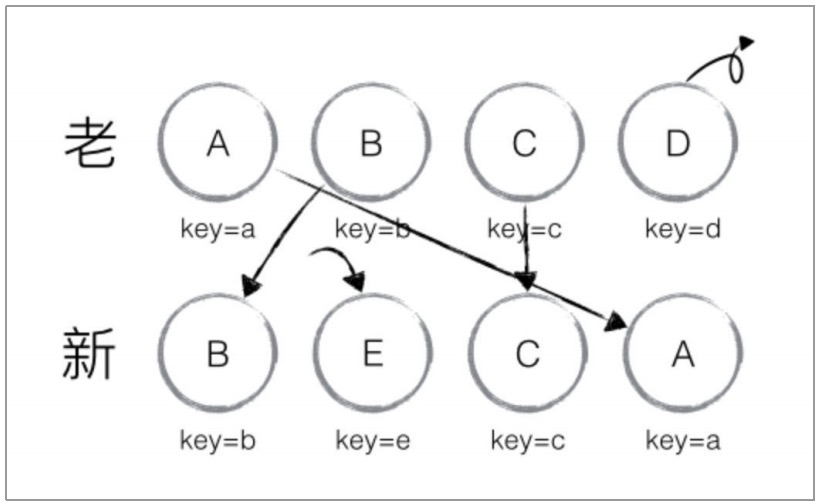 老 A B C D
key=a key=b key=c key=d
新 B E C A
key=b key=e key=c key=a